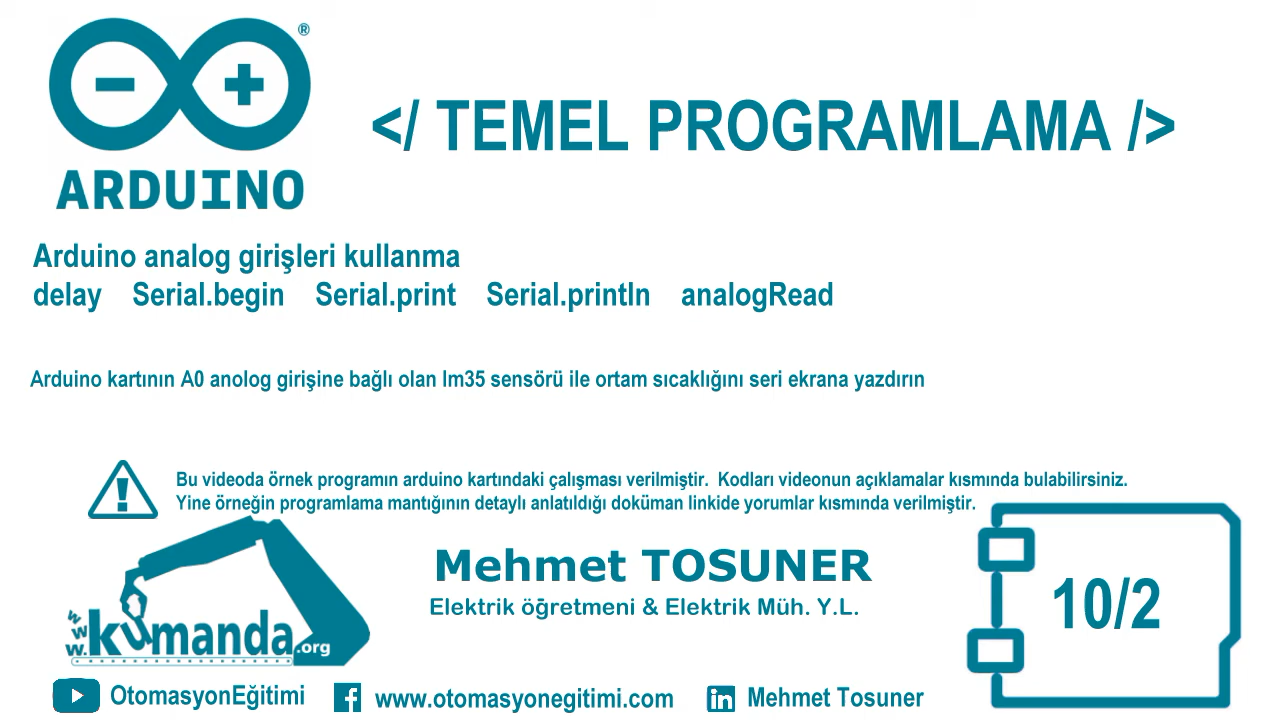 ®
ARDUINO
</ TEMEL PROGRAMLAMA />
Arduino analog girişleri kullanma
delay Serial.begin Serial.print Serial.println analogRead
Arduino kartının A0 anolog girişine bağlı olan lm35 sensörü ile ortam sıcaklığını seri ekrana yazdırın
Bu videoda örnek programın arduino kartındaki çalışması verilmiştir. Kodları videonun açıklamalar kısmında bulabilirsiniz.
Yine örneğin programlama mantığının detaylı anlatıldığı doküman linkide yorumlar kısmında verilmiştir.
www.kumanda.org
Mehmet TOSUNER
Elektrik öğretmeni & Elektrik Müh. Y.L.
10/2
OtomasyonEğitimi www.otomasyonegitimi.com in Mehmet Tosuner